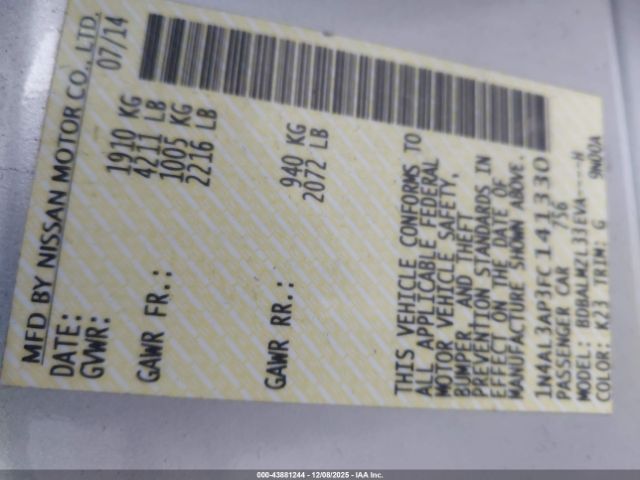 MFD BY NISSAN MOTOR CO., LTD.
DATE: 07/14
GVWR: 1910 KG
4211 LB
GAWR FR.: 1005 KG
2216 LB
GAWR RR.: 940 KG
2072 LB
THIS VEHICLE CONFORMS TO
ALL APPLICABLE FEDERAL
MOTOR VEHICLE SAFETY,
BUMPER, AND THEFT
PREVENTION STANDARDS IN
EFFECT ON THE DATE OF
MANUFACTURE SHOWN ABOVE.
1N4AL3AP3FC141330
PASSENGER CAR 756
MODEL: BDBALMZL33EVA----H
COLOR: K23 TRIM: G 9N00A
000-43881244 - 12/08/2025 - IAA Inc.